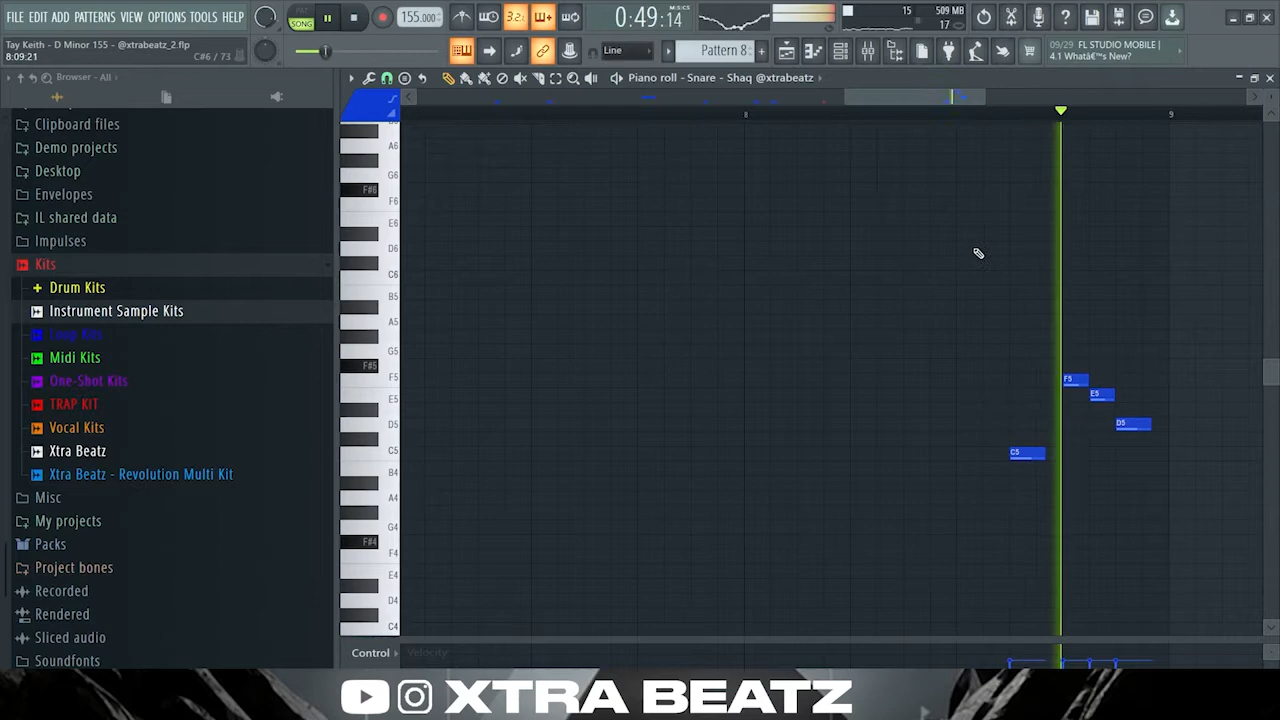 FILE EDIT ADD PATTERNS VIEW OPTIONS TOOLS HELP
SONG
155.000
3.2.
0:49:14
M:S:CS
15
509 MB
17
Tay Keith - D Minor 155 - @xtrabeatz_2.flp
8:09:21
C#6 / 73
Line
Pattern 8
09/29 FL STUDIO MOBILE |
4.1 Whatâ€™s New?
Browser - All
Piano roll - Snare - Shaq @xtrabeatz
Clipboard files
Demo projects
Desktop
Envelopes
IL shared data
Impulses
Kits
Drum Kits
Instrument Sample Kits
Loop Kits
Midi Kits
One-Shot Kits
TRAP KIT
Vocal Kits
Xtra Beatz
Xtra Beatz - Revolution Multi Kit
Misc
My projects
Packs
Project bones
Recorded
Rendered
Sliced audio
Soundfonts
8
9
A6
G6
F#6
F6
E6
D6
C6
B5
A5
G5
F#5
F5
E5
D5
C5
B4
A4
G4
F#4
F4
E4
D4
C4
F5
E5
D5
C5
Control
Velocity
XTRA BEATZ